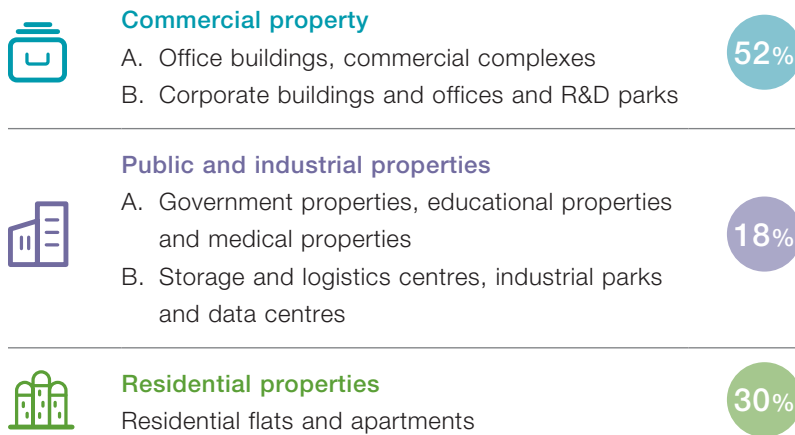 Commercial property
A. Office buildings, commercial complexes
52%
B. Corporate buildings and offices and R&D parks
Public and industrial properties
A. Government properties, educational properties
and medical properties
18%
B. Storage and logistics centres, industrial parks
and data centres
Residential properties
30%
Residential flats and apartments